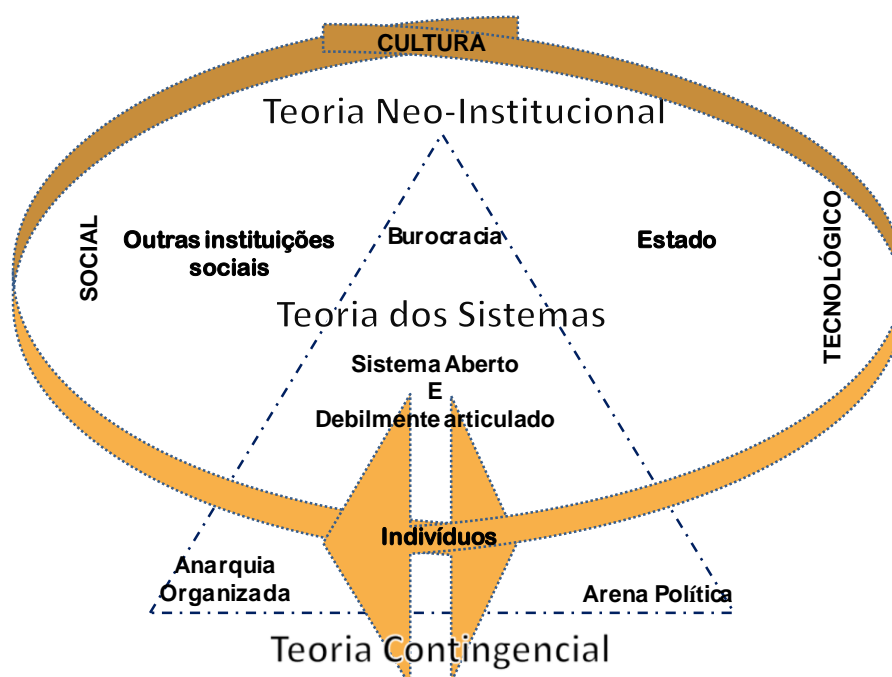 CULTURA
Teoria Neo-Institucional
SOCIAL
Outras instituições
sociais
Burocracia
Estado
TECNOLÓGICO
Teoria dos Sistemas
Sistema Aberto
E
Debilmente articulado
Indivíduos
Anarquia
Organizada
Arena Política
Teoria Contingencial